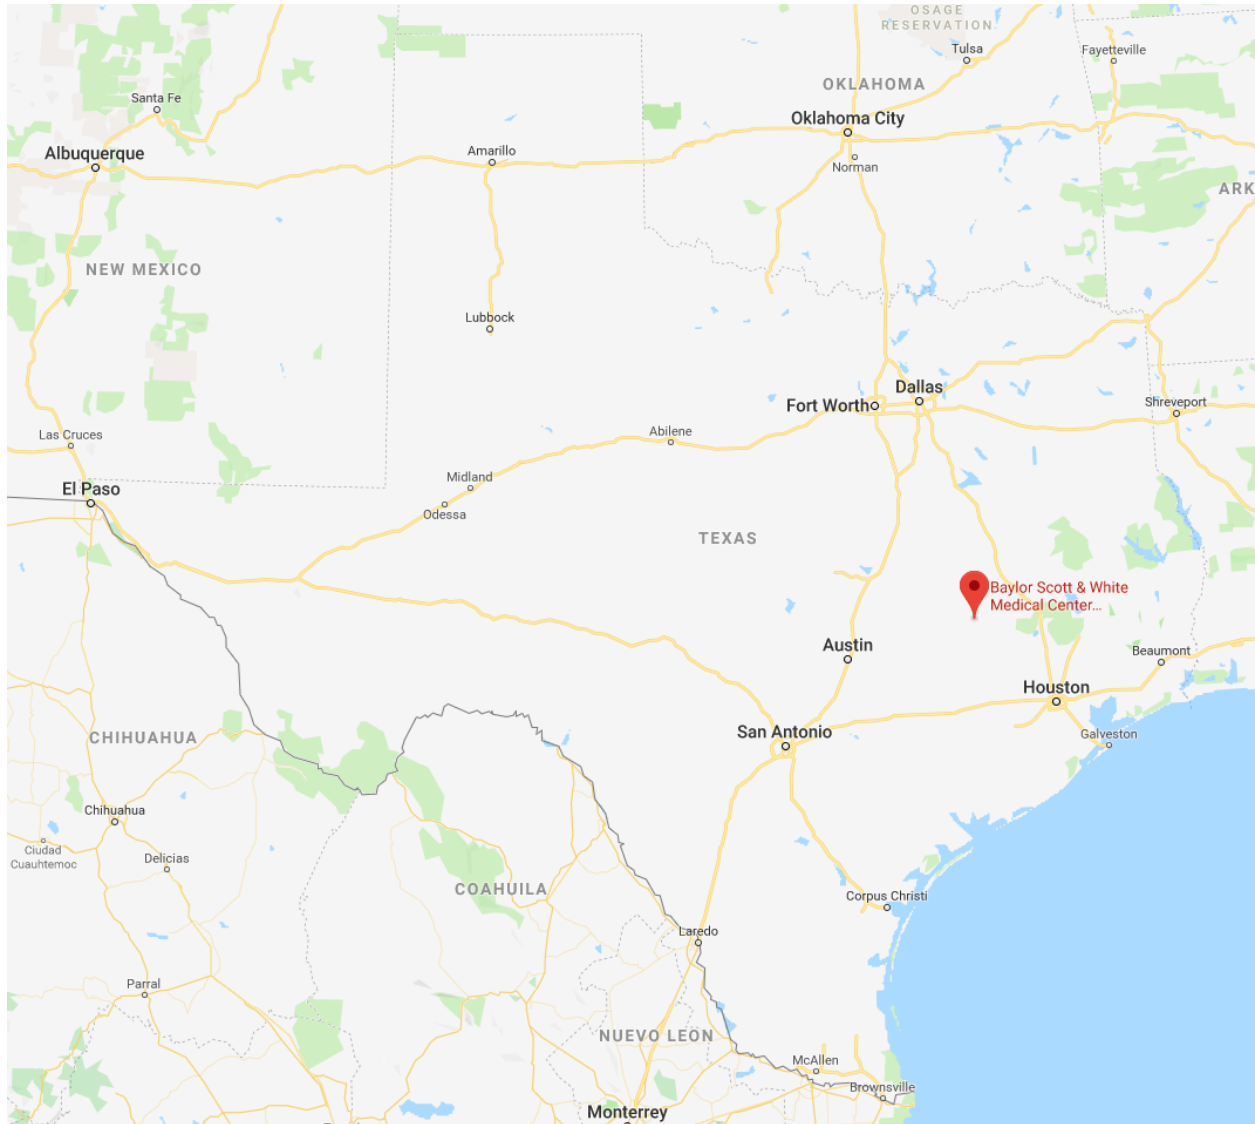 OSAGE
RESERVATION
Tulsa
Fayetteville
OKLAHOMA
Santa Fe
Oklahoma City
Albuquerque
Amarillo
Norman
ARK
NEW MEXICO
Lubbock
Dallas
Fort Worth
Shreveport
Las Cruces
Abilene
Midland
El Paso
Odessa
TEXAS
Baylor Scott & White
Medical Center...
Austin
Beaumont
Houston
San Antonio
Galveston
CHIHUAHUA
Chihuahua
Ciudad
Cuauhtemoc
Delicias
COAHUILA
Corpus Christi
Laredo
Parral
NUEVO LEON
McAllen
Brownsville
Monterrey